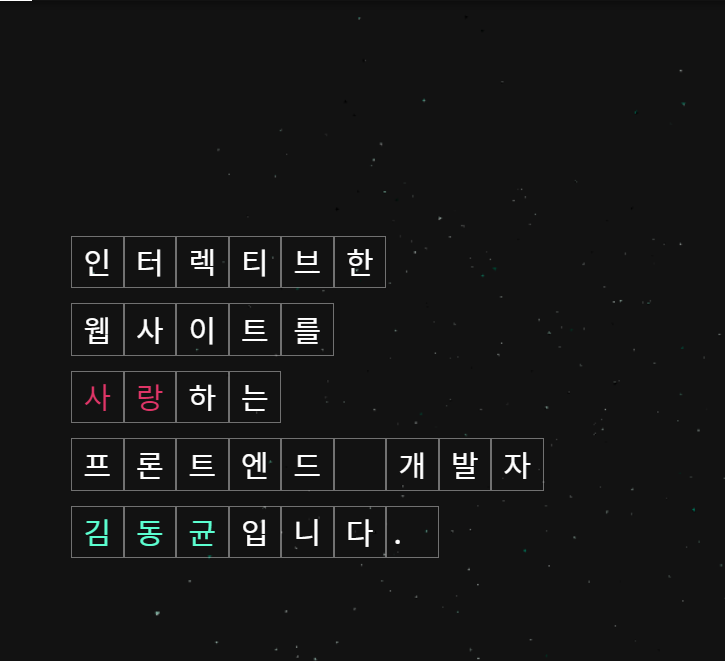 인터렉티브한
웹사이트를
사랑하는
프론트엔드 개발자
김동균입니다.